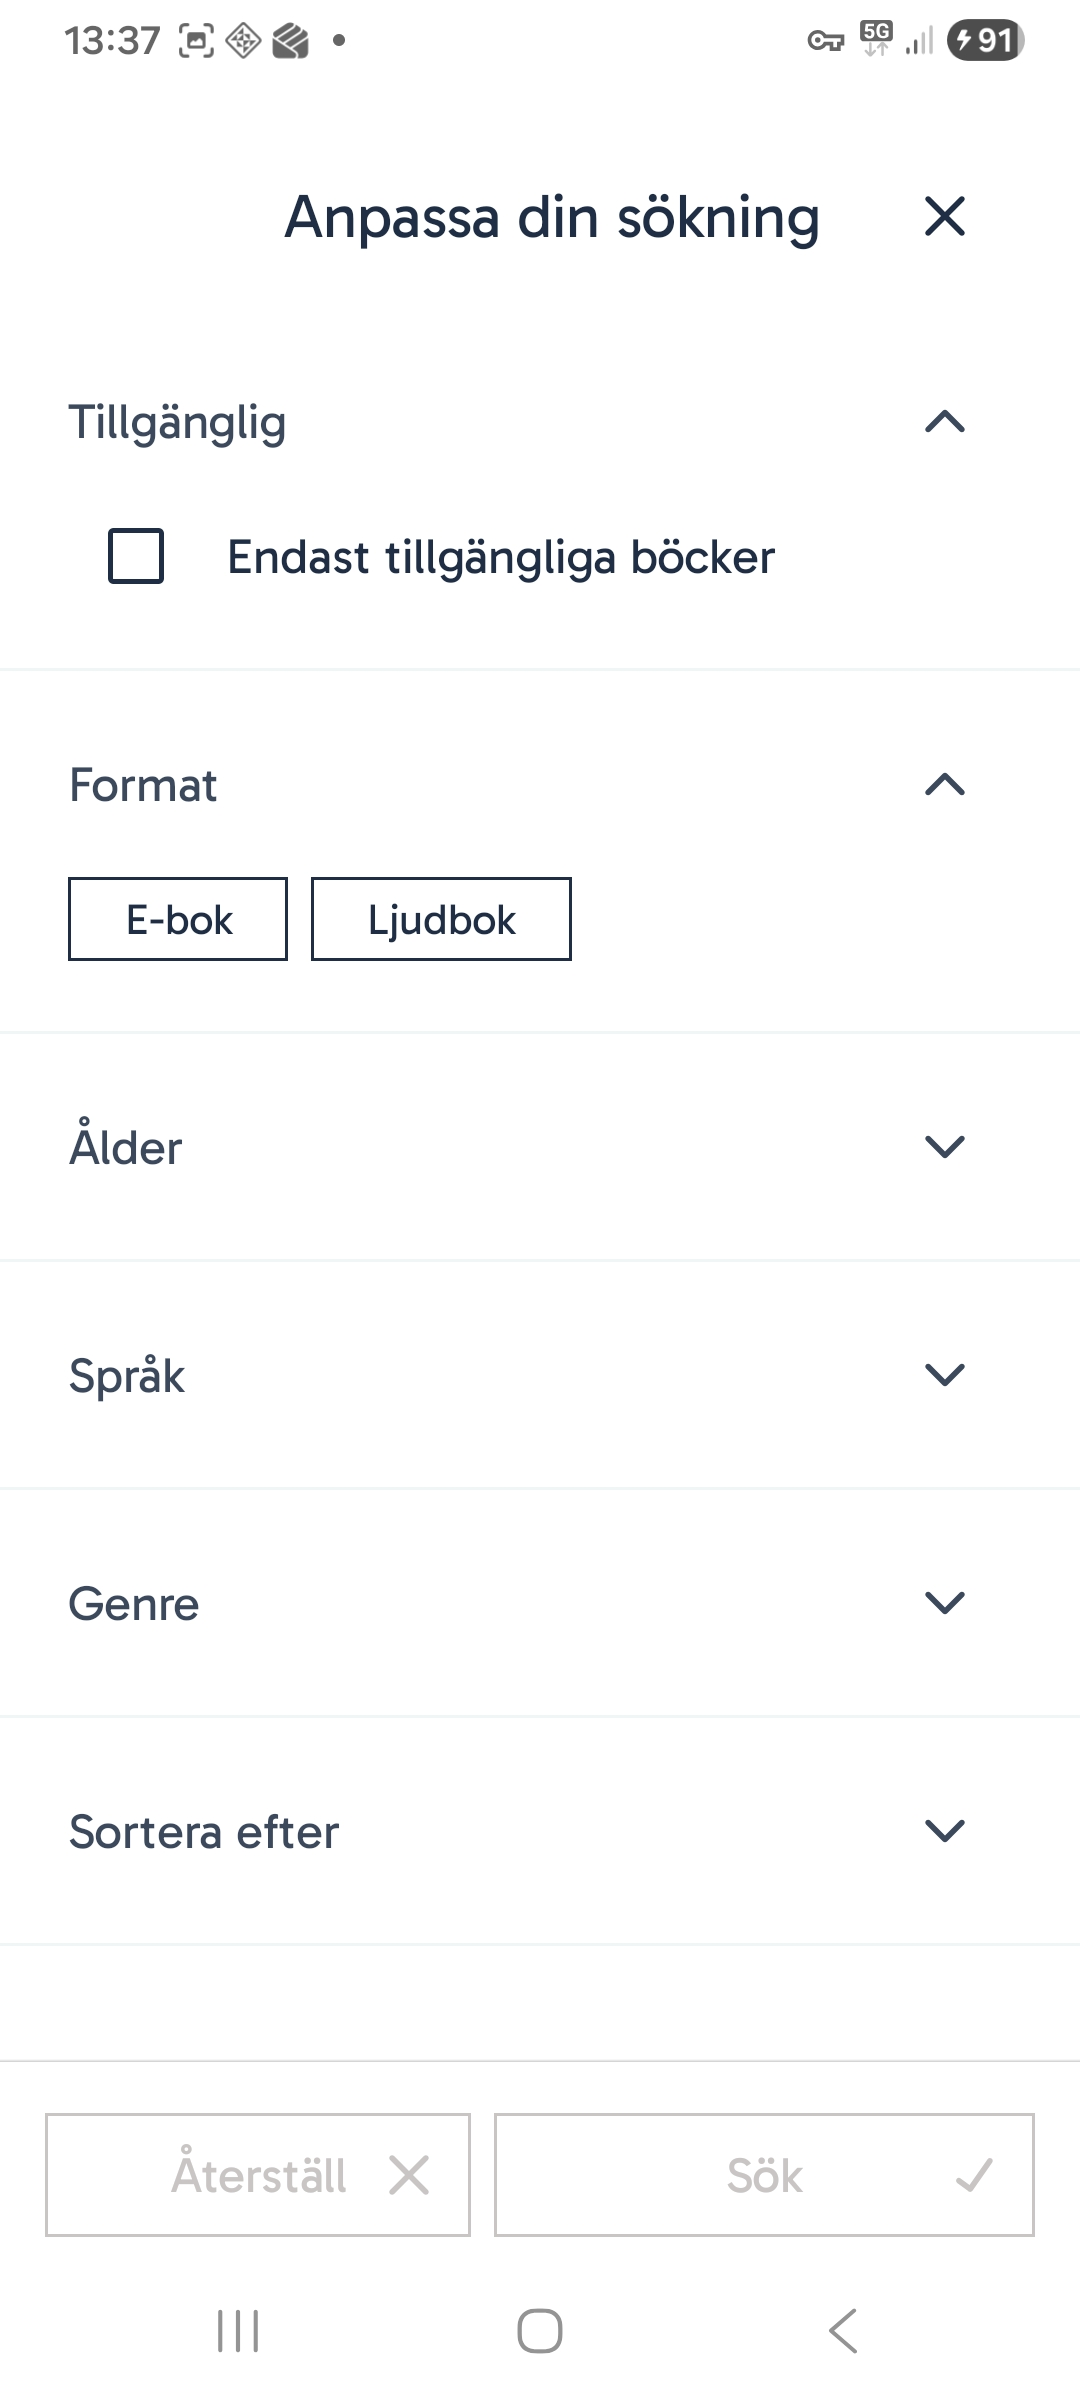 13:37
5G
91
Anpassa din sökning
Tillgänglig
Endast tillgängliga böcker
Format
E-bok
Ljudbok
Ålder
Språk
Genre
Sortera efter
Återställ
Sök